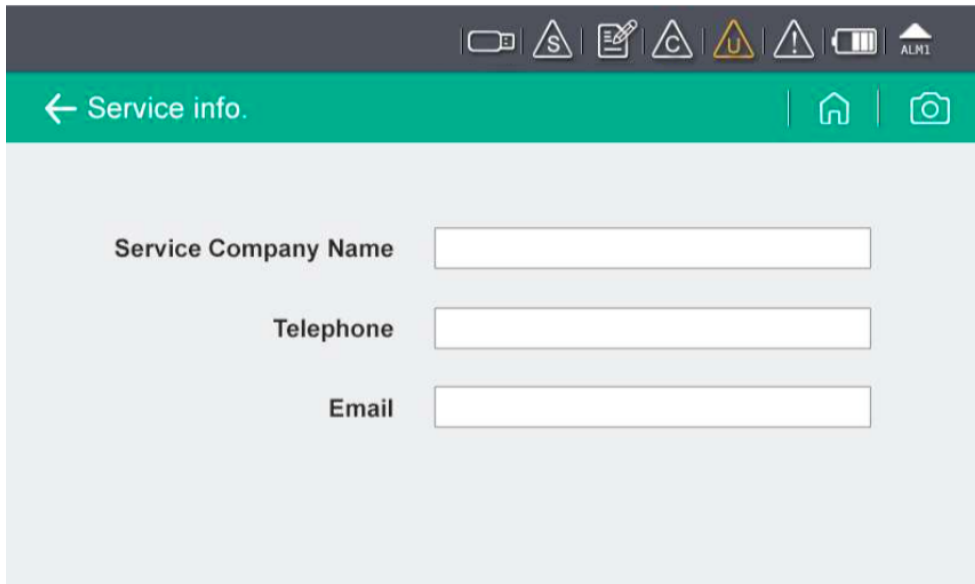 S C U ! ALM1
Service info.
Service Company Name
Telephone
Email